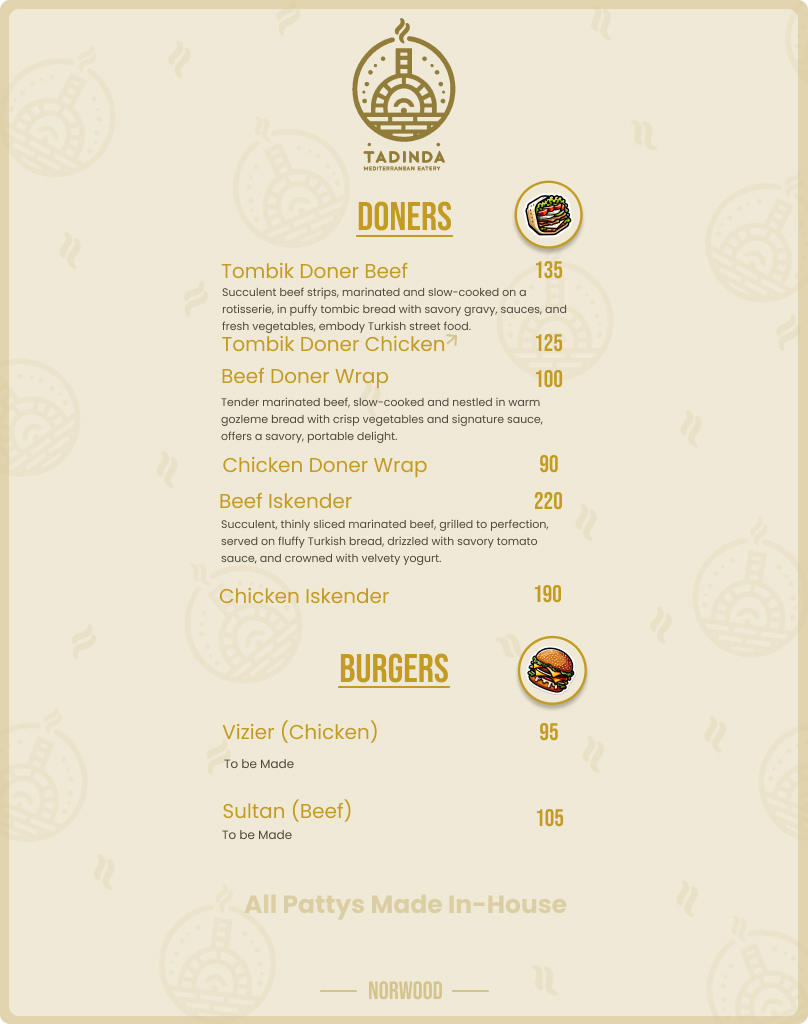 TADINDA
MEDITERRANEAN EATERY
DONERS
Tombik Doner Beef 135
Succulent beef strips, marinated and slow-cooked on a
rotisserie, in puffy tombic bread with savory gravy, sauces, and
fresh vegetables, embody Turkish street food.
Tombik Doner Chicken 125
Beef Doner Wrap 100
Tender marinated beef, slow-cooked and nestled in warm
gozleme bread with crisp vegetables and signature sauce,
offers a savory, portable delight.
Chicken Doner Wrap 90
Beef Iskender 220
Succulent, thinly sliced marinated beef, grilled to perfection,
served on fluffy Turkish bread, drizzled with savory tomato
sauce, and crowned with velvety yogurt.
Chicken Iskender 190
BURGERS
Vizier (Chicken) 95
To be Made
Sultan (Beef) 105
To be Made
All Pattys Made In-House
NORWOOD